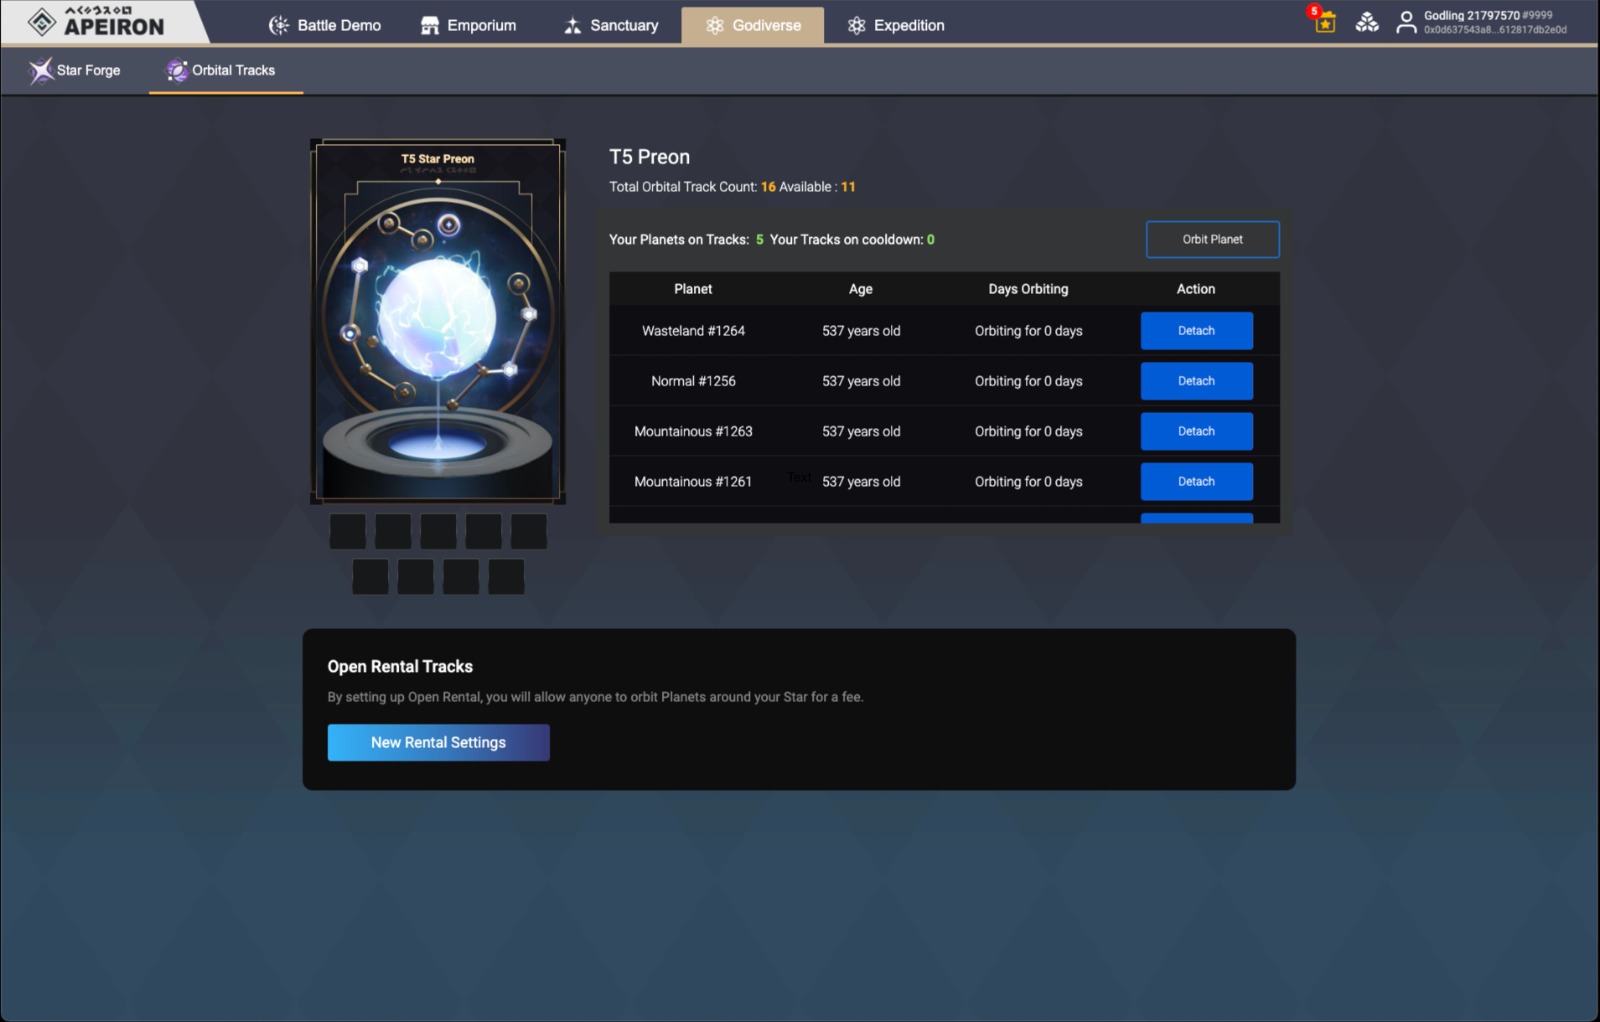 APEIRON
Battle Demo
Emporium
Sanctuary
Godiverse
Expedition
5
Godling 21797570 #9999
0x0d637543a8...612817db2e0d
Star Forge
Orbital Tracks
T5 Star Preon
T5 Preon
Total Orbital Track Count: 16 Available : 11
Your Planets on Tracks: 5 Your Tracks on cooldown: 0
Orbit Planet
Planet Age Days Orbiting Action
Wasteland #1264 537 years old Orbiting for 0 days Detach
Normal #1256 537 years old Orbiting for 0 days Detach
Mountainous #1263 537 years old Orbiting for 0 days Detach
Mountainous #1261 Text 537 years old Orbiting for 0 days Detach
Open Rental Tracks
By setting up Open Rental, you will allow anyone to orbit Planets around your Star for a fee.
New Rental Settings